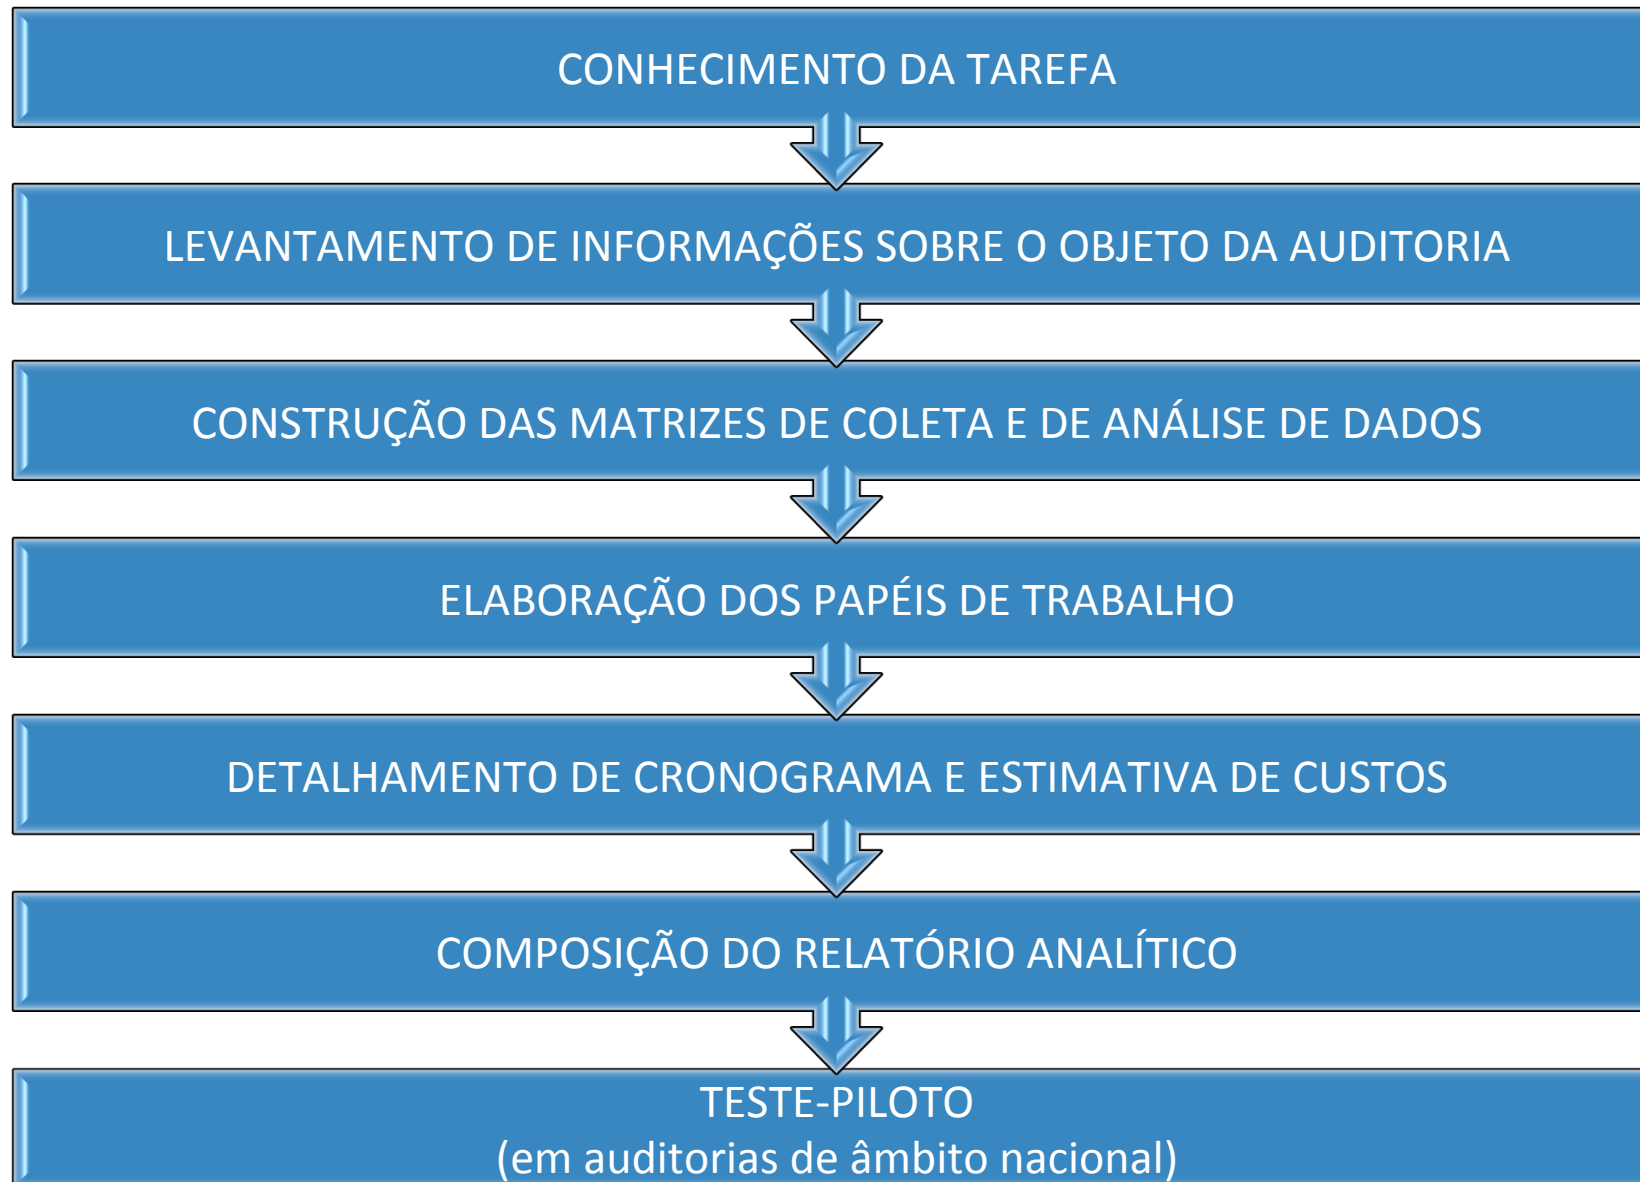 CONHECIMENTO DA TAREFA
LEVANTAMENTO DE INFORMAÇÕES SOBRE O OBJETO DA AUDITORIA
CONSTRUÇÃO DAS MATRIZES DE COLETA E DE ANÁLISE DE DADOS
ELABORAÇÃO DOS PAPÉIS DE TRABALHO
DETALHAMENTO DE CRONOGRAMA E ESTIMATIVA DE CUSTOS
COMPOSIÇÃO DO RELATÓRIO ANALÍTICO
TESTE-PILOTO
(em auditorias de âmbito nacional)